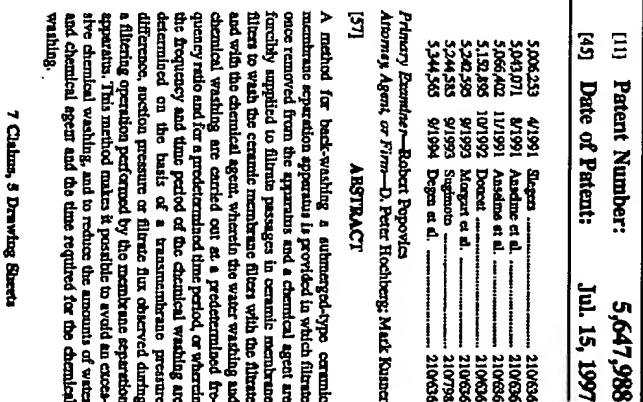 [11] Patent Number: 5,647,988
[45] Date of Patent: Jul. 15, 1997
5,006,253 4/1991 Slegers .......... 210/636
5,043,071 8/1991 Anselme et al. .......... 210/636
5,066,402 11/1991 Anselme et al. .......... 210/636
5,152,895 10/1992 Doucet .......... 210/636
5,242,595 9/1993 Morgart et al. .......... 210/636
5,244,585 9/1993 Sugimoto .......... 210/798
5,344,565 9/1994 Degen et al. .......... 210/636
Primary Examiner—Robert Popovics
Attorney, Agent, or Firm—D. Peter Hochberg; Mark Kusner
[57] ABSTRACT
A method for back-washing a submerged-type ceramic
membrane separation apparatus is provided in which filtrate
once removed from the apparatus and a chemical agent are
forcibly supplied to filtrate passages in ceramic membrane
filters to wash the ceramic membrane filters with the filtrate
and with the chemical agent, wherein the water washing and
chemical washing are carried out at a predetermined fre-
quency ratio and for a predetermined time period, or wherein
the frequency and time period of the chemical washing are
determined on the basis of a transmembrane pressure
difference, suction pressure or filtrate flux observed during
a filtering operation performed by the membrane separation
apparatus. This method makes it possible to avoid an exces-
sive chemical washing, and to reduce the amounts of water
and chemical agent and the time required for the chemical
washing.
7 Claims, 5 Drawing Sheets